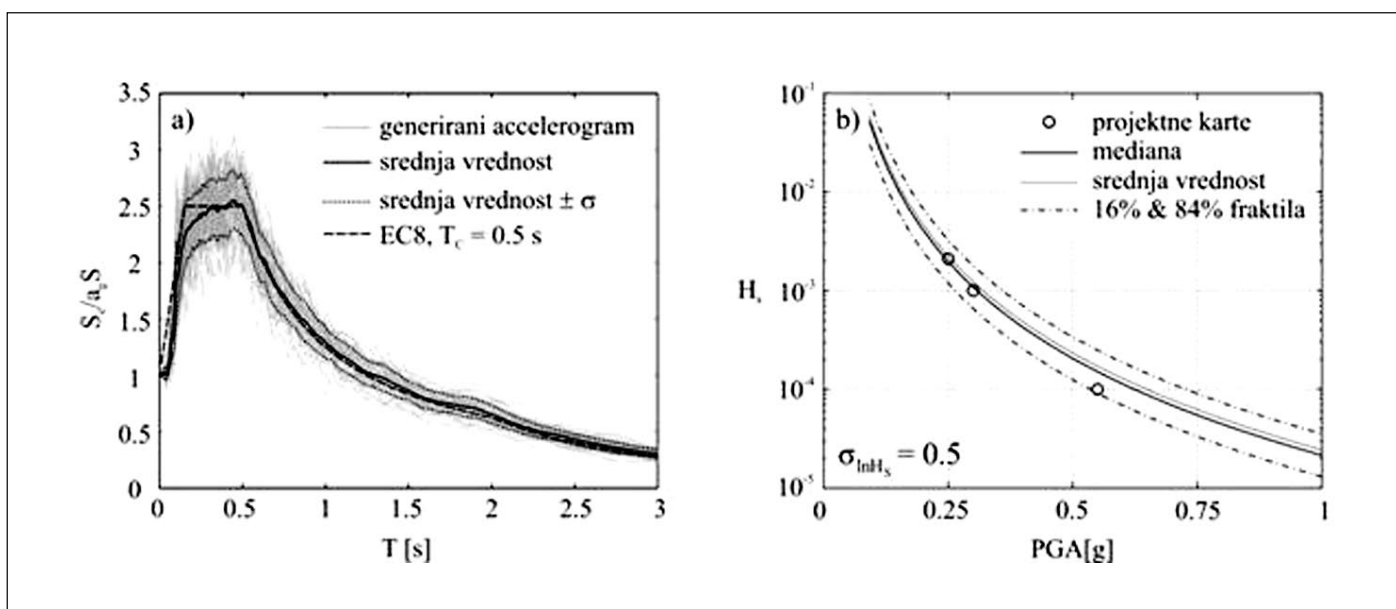 3.5
3
2.5
2
1.5
1
0.5
0
a)
generirani accelerogram
srednja vrednost
srednja vrednost ± σ
EC8, T_C = 0.5 s
S_e/a_gS
0 0.5 1 1.5 2 2.5 3
T [s]
10⁻¹
10⁻²
10⁻³
10⁻⁴
10⁻⁵
b)
projektne karte
mediana
srednja vrednost
16% & 84% fraktila
H_s
σ_lnH_S = 0.5
0 0.25 0.5 0.75 1
PGA[g]